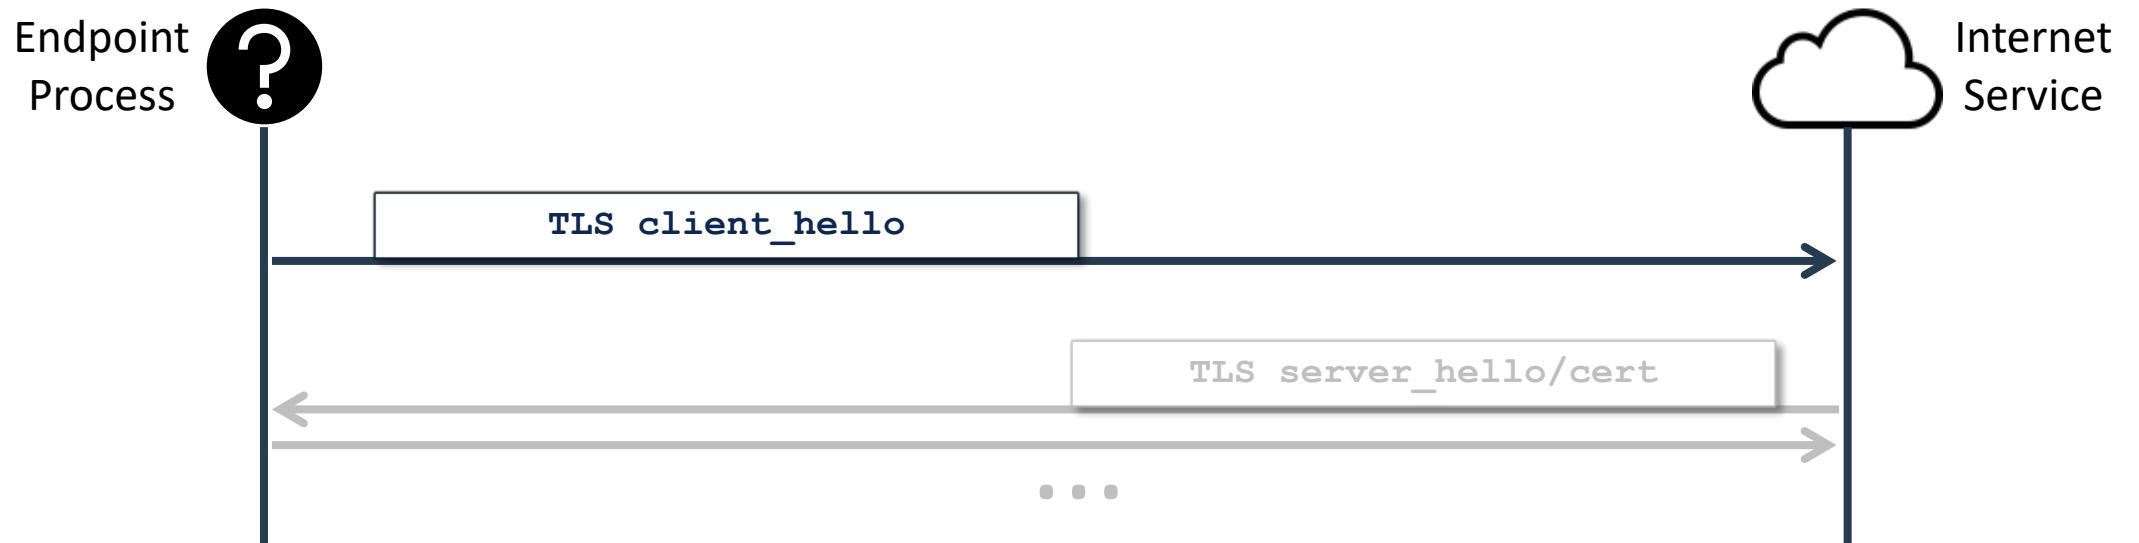 Endpoint
Process
?
Internet
Service
TLS client_hello
TLS server_hello/cert
...